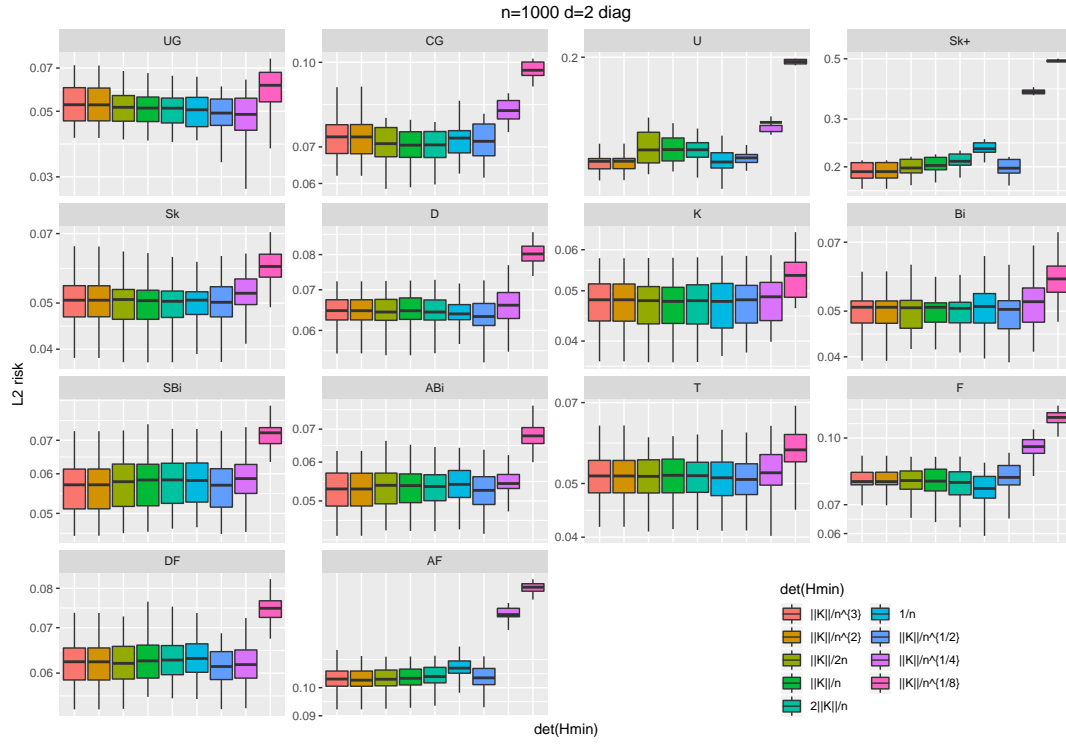 n=1000 d=2 diag
UG CG U Sk+
0.07
0.05
0.03
0.10
0.07
0.06
0.2
0.5
0.3
0.2
Sk D K Bi
0.07
0.05
0.04
0.08
0.06
0.06
0.05
0.04
0.07
0.05
0.04
L2 risk
SBi ABi T F
0.07
0.06
0.05
0.07
0.06
0.05
0.07
0.05
0.04
0.10
0.07
0.06
DF AF
0.08
0.07
0.06
0.10
0.09
det(Hmin)
det(Hmin)
||K||/n^{3}
||K||/n^{2}
||K||/2n
||K||/n
2||K||/n
1/n
||K||/n^{1/2}
||K||/n^{1/4}
||K||/n^{1/8}